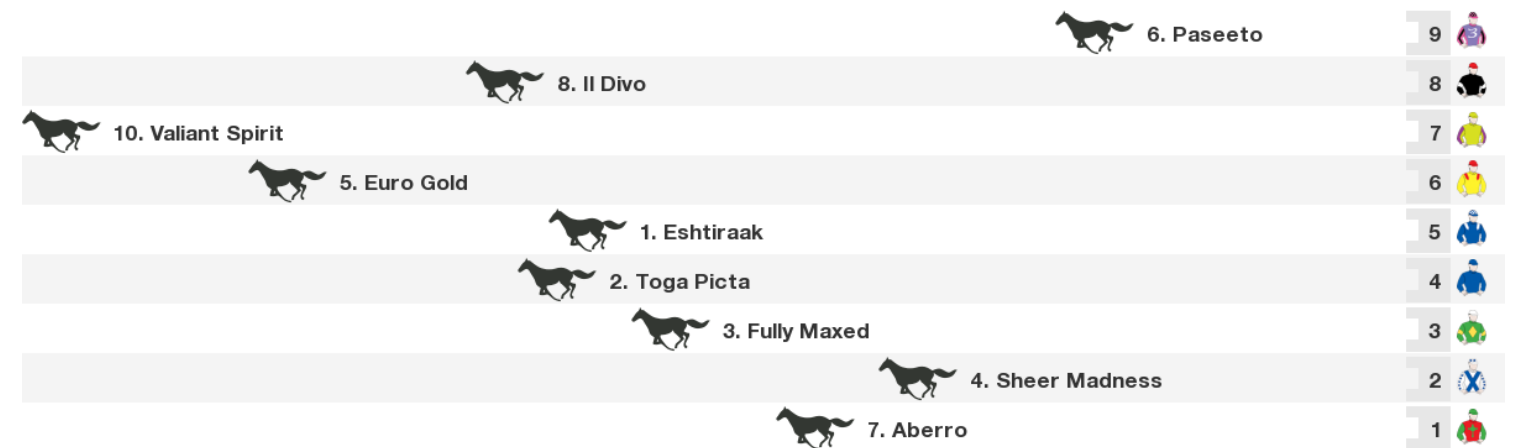 6. Paseeto 9 3
8. Il Divo 8
10. Valiant Spirit 7
5. Euro Gold 6
1. Eshtiraak 5
2. Toga Picta 4
3. Fully Maxed 3
4. Sheer Madness 2
7. Aberro 1